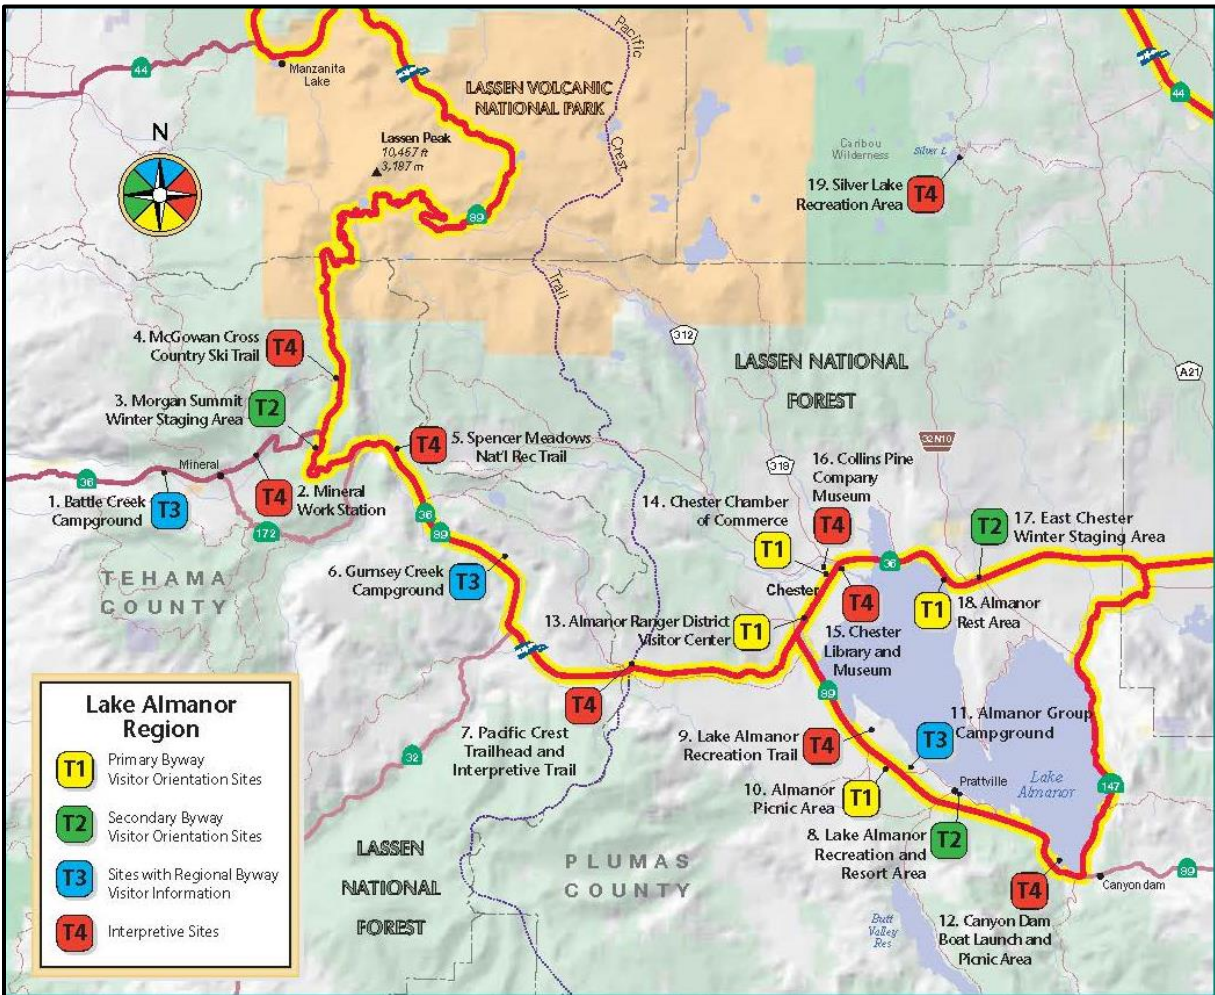 44
Manzanita
Lake
LASSEN VOLCANIC
NATIONAL PARK
Pacific
Crest
Trail
44
N
Lassen Peak
10,467 ft
3,187 m
89
Caribou
Wilderness
Silver L
19. Silver Lake
Recreation Area
T4
4. McGowan Cross
Country Ski Trail
T4
312
LASSEN NATIONAL
FOREST
A21
3. Morgan Summit
Winter Staging Area
T2
T4
5. Spencer Meadows
Nat'l Rec Trail
32N10
Mineral
36
1. Battle Creek
Campground
T3
T4
2. Mineral
Work Station
172
36
89
318
16. Collins Pine
Company
Museum
T4
14. Chester Chamber
of Commerce
T1
T2
17. East Chester
Winter Staging Area
36
TEHAMA
COUNTY
6. Gurnsey Creek
Campground
T3
Chester
T4
15. Chester
Library and
Museum
T1
18. Almanor
Rest Area
13. Almanor Ranger District
Visitor Center
T1
T4
7. Pacific Crest
Trailhead and
Interpretive Trail
32
89
9. Lake Almanor
Recreation Trail
T4
T3
11. Almanor Group
Campground
10. Almanor
Picnic Area
T1
Prattville
Lake
Almanor
147
8. Lake Almanor
Recreation and
Resort Area
T2
PLUMAS
COUNTY
LASSEN
NATIONAL
FOREST
Butt
Valley
Res
T4
12. Canyon Dam
Boat Launch and
Picnic Area
Canyon dam
89
Lake Almanor
Region
T1
Primary Byway
Visitor Orientation Sites
T2
Secondary Byway
Visitor Orientation Sites
T3
Sites with Regional Byway
Visitor Information
T4
Interpretive Sites